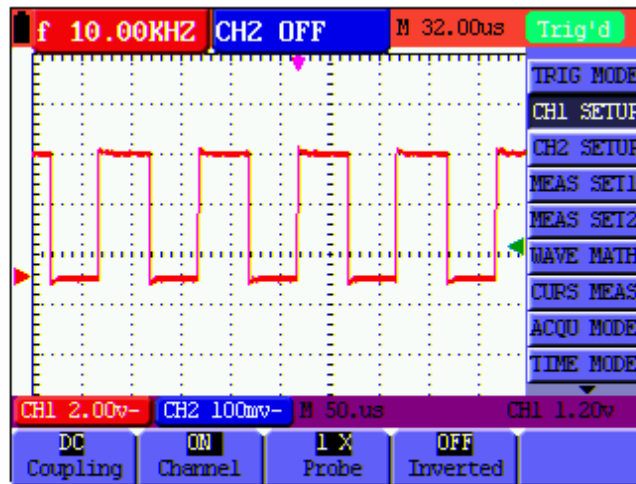 f 10.00KHZ CH2 OFF M 32.00us Trig'd
TRIG MODE
CH1 SETUP
CH2 SETUP
MEAS SET1
MEAS SET2
WAVE MATH
CURS MEAS
ACQU MODE
TIME MODE
CH1 2.00v- CH2 100mv- M 50.us CH1 1.20v
DC ON 1 X OFF
Coupling Channel Probe Inverted